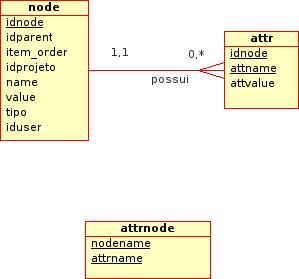 node
idnode
idparent
item_order
idprojeto
name
value
tipo
iduser
1,1
0,*
possui
attr
idnode
attname
attvalue
attrnode
nodename
attrname